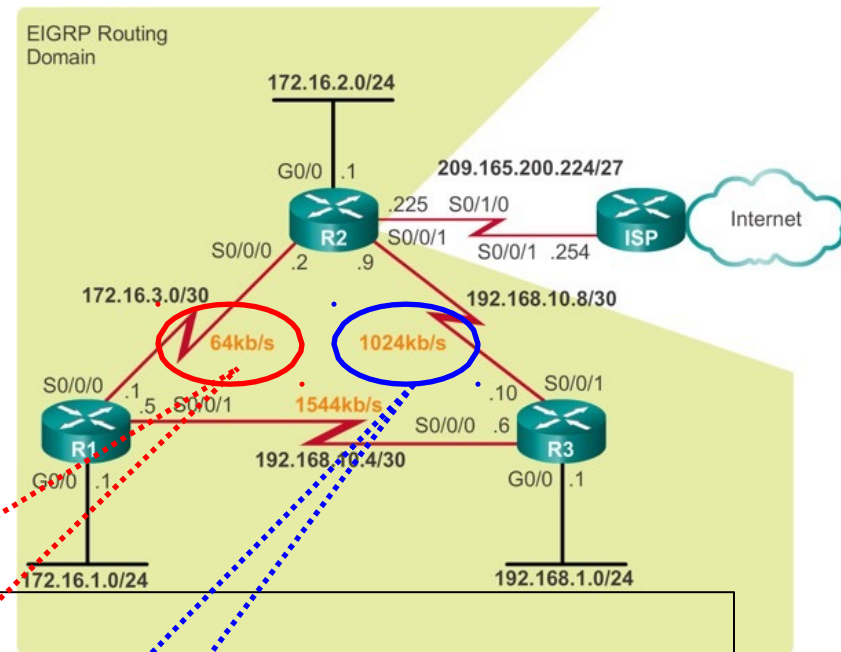 EIGRP Routing
Domain
172.16.2.0/24
G0/0 .1
209.165.200.224/27
.225 S0/1/0
R2
S0/0/1
ISP
Internet
S0/0/0
.2
.9
S0/0/1 .254
172.16.3.0/30
192.168.10.8/30
64kb/s
1024kb/s
S0/0/0
.1
.10
S0/0/1
.5
S0/0/1
1544kb/s
S0/0/0
.6
R1
R3
192.168.10.4/30
G0/0 .1
G0/0 .1
172.16.1.0/24
192.168.1.0/24